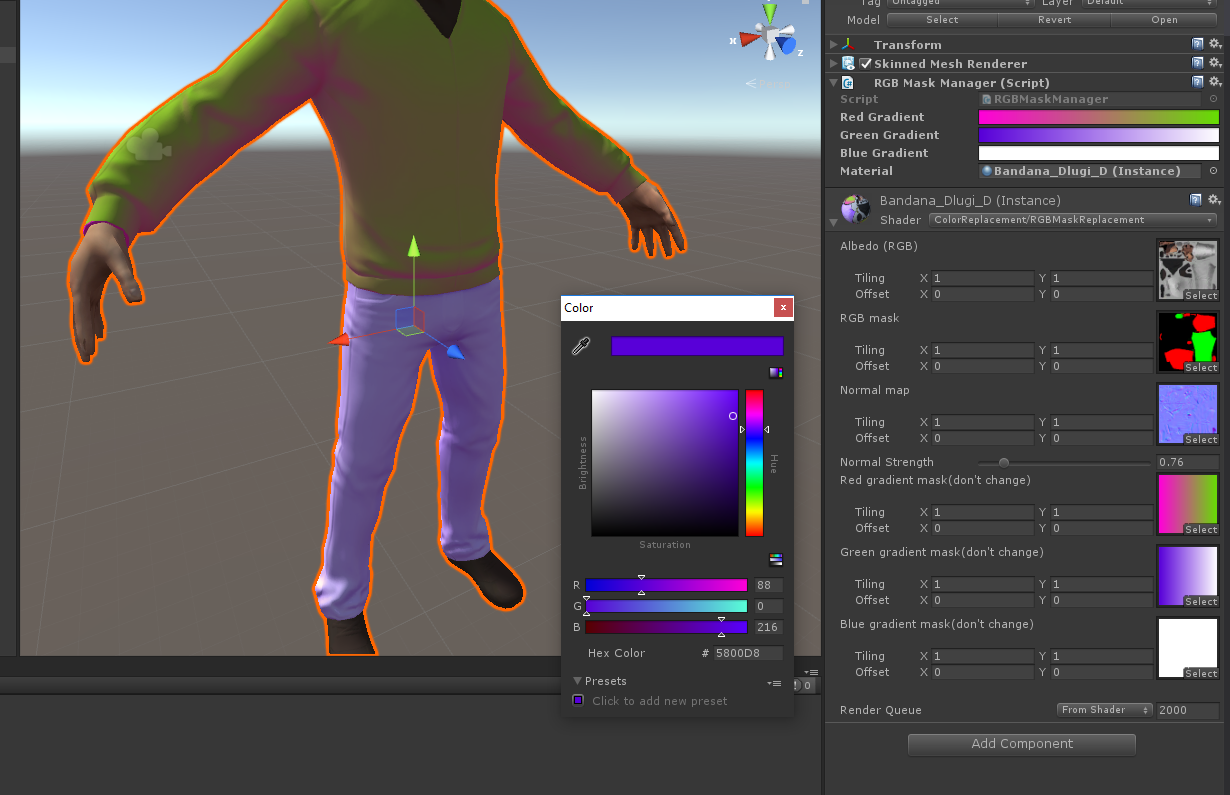 Tag Untagged Layer Default
Model Select Revert Open
Transform
Skinned Mesh Renderer
RGB Mask Manager (Script)
Script RGBMaskManager
Red Gradient
Green Gradient
Blue Gradient
Material Bandana_Dlugi_D (Instance)
Bandana_Dlugi_D (Instance)
Shader ColorReplacement/RGBMaskReplacement
Albedo (RGB)
Tiling X 1 Y 1
Offset X 0 Y 0
Select
RGB mask
Tiling X 1 Y 1
Offset X 0 Y 0
Select
Normal map
Tiling X 1 Y 1
Offset X 0 Y 0
Select
Normal Strength 0.76
Red gradient mask(don't change)
Tiling X 1 Y 1
Offset X 0 Y 0
Select
Green gradient mask(don't change)
Tiling X 1 Y 1
Offset X 0 Y 0
Select
Blue gradient mask(don't change)
Tiling X 1 Y 1
Offset X 0 Y 0
Select
Render Queue From Shader 2000
Add Component
x
z
Color
x
Brightness
Hue
Saturation
R 88
G 0
B 216
Hex Color # 5800D8
Presets
Click to add new preset
0